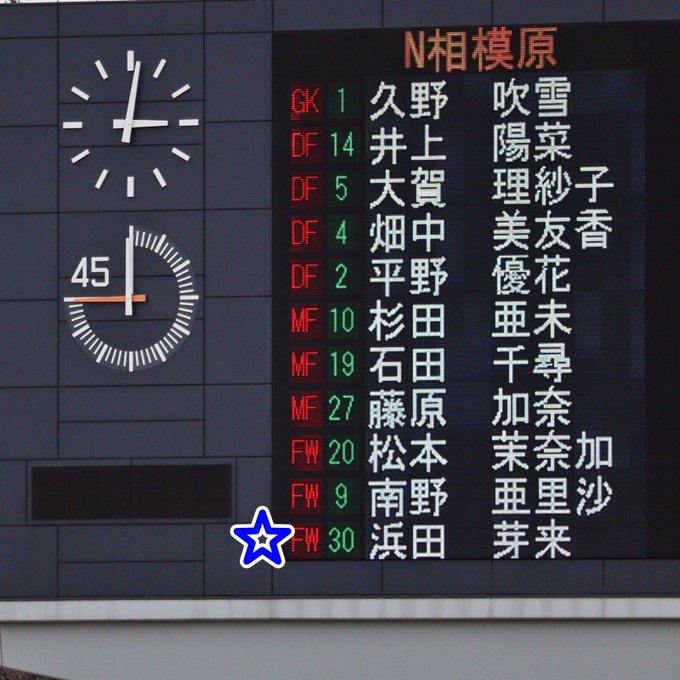 N相模原
GK 1 久野 吹雪
DF 14 井上 陽菜
DF 5 大賀 理紗子
DF 4 畑中 美友香
DF 2 平野 優花
MF 10 杉田 亜未
MF 19 石田 千尋
MF 27 藤原 加奈
FW 20 松本 茉奈加
FW 9 南野 亜里沙
FW 30 浜田 芽来
45